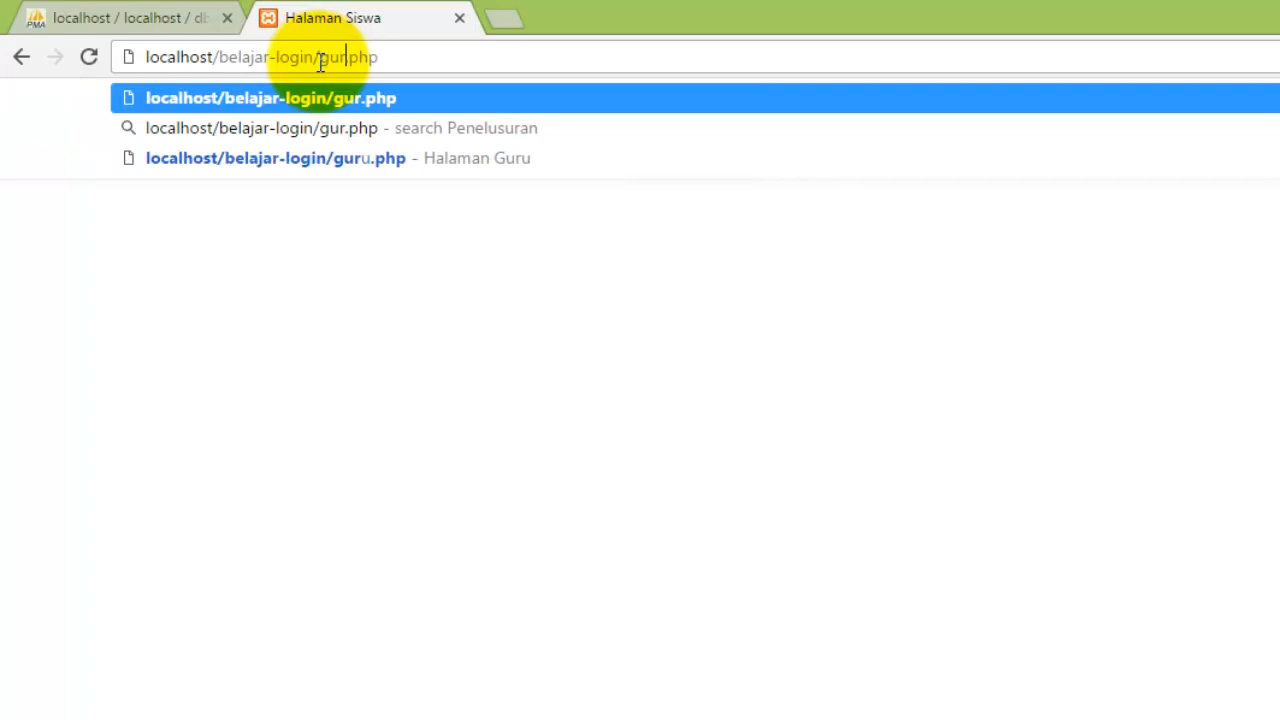 PMA localhost / localhost / db
Halaman Siswa
localhost/belajar-login/gur.php
localhost/belajar-login/gur.php
localhost/belajar-login/gur.php - search Penelusuran
localhost/belajar-login/guru.php - Halaman Guru